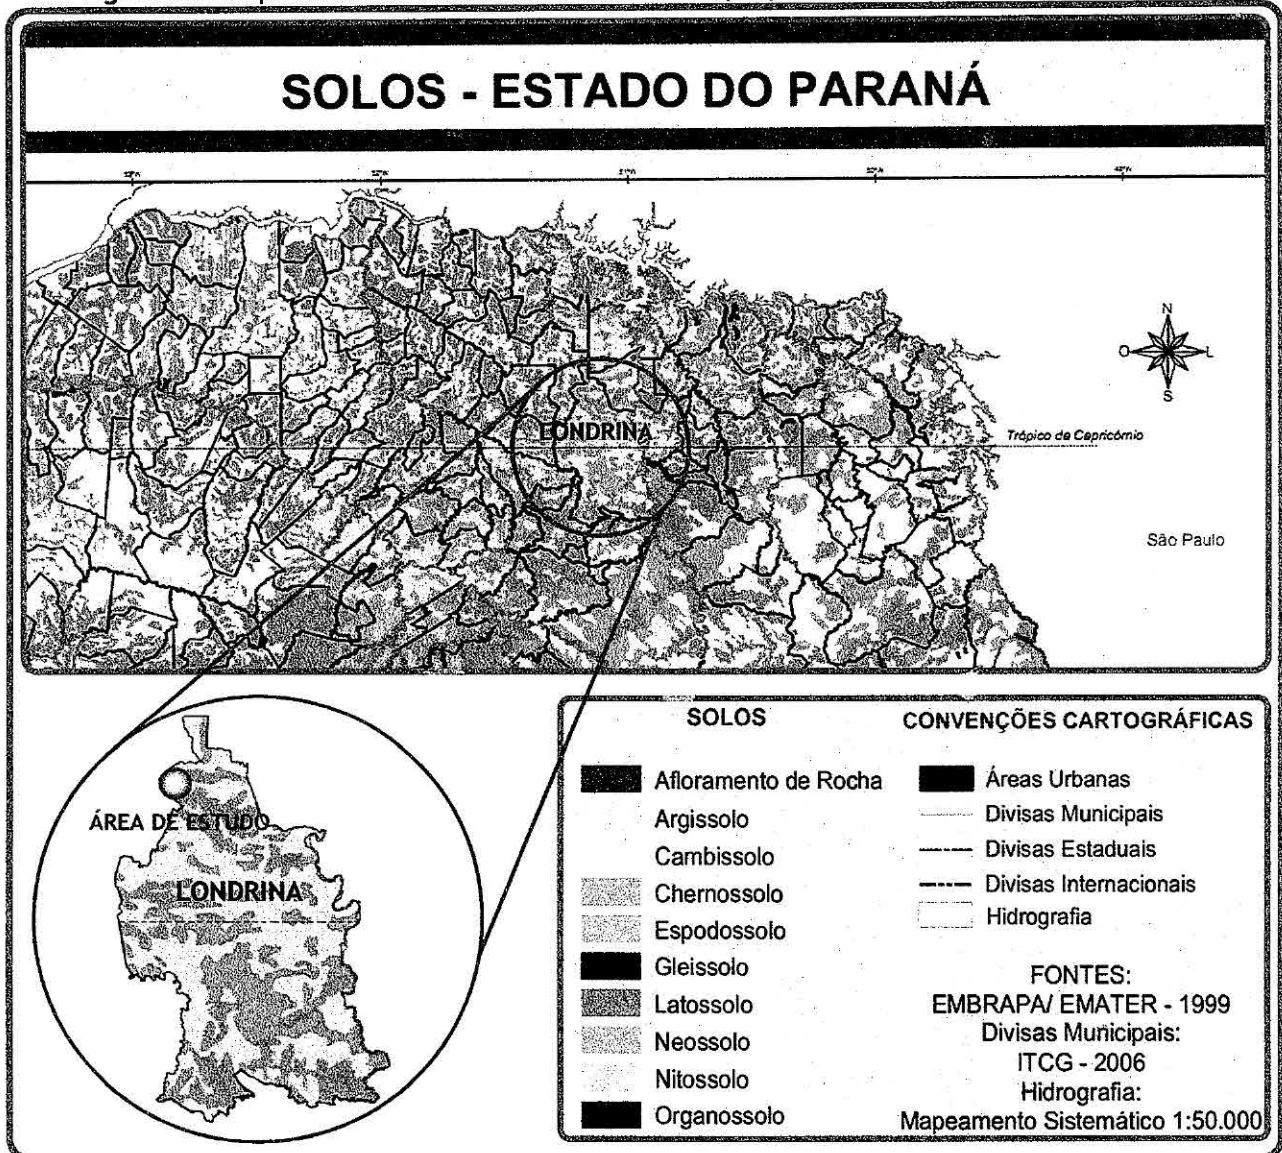 SOLOS - ESTADO DO PARANÁ
LONDRINA
Trópico de Capricórnio
N
O
L
S
São Paulo
ÁREA DE ESTUDO
LONDRINA
SOLOS
Afloramento de Rocha
Argissolo
Cambissolo
Chernossolo
Espodossolo
Gleissolo
Latossolo
Neossolo
Nitossolo
Organossolo
CONVENÇÕES CARTOGRÁFICAS
Áreas Urbanas
Divisas Municipais
Divisas Estaduais
Divisas Internacionais
Hidrografia
FONTES:
EMBRAPA/ EMATER - 1999
Divisas Municipais:
ITCG - 2006
Hidrografia:
Mapeamento Sistemático 1:50.000